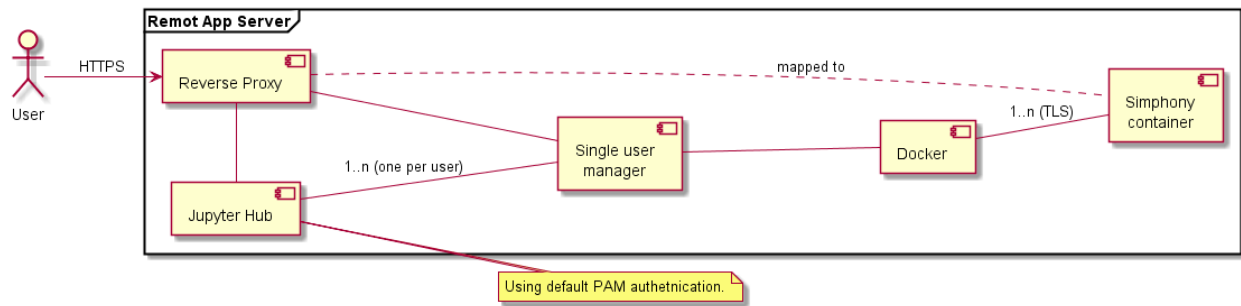 Remot App Server
HTTPS
User
Reverse Proxy
mapped to
Simphony
container
1..n (TLS)
Single user
manager
Docker
1..n (one per user)
Jupyter Hub
Using default PAM authetnication.